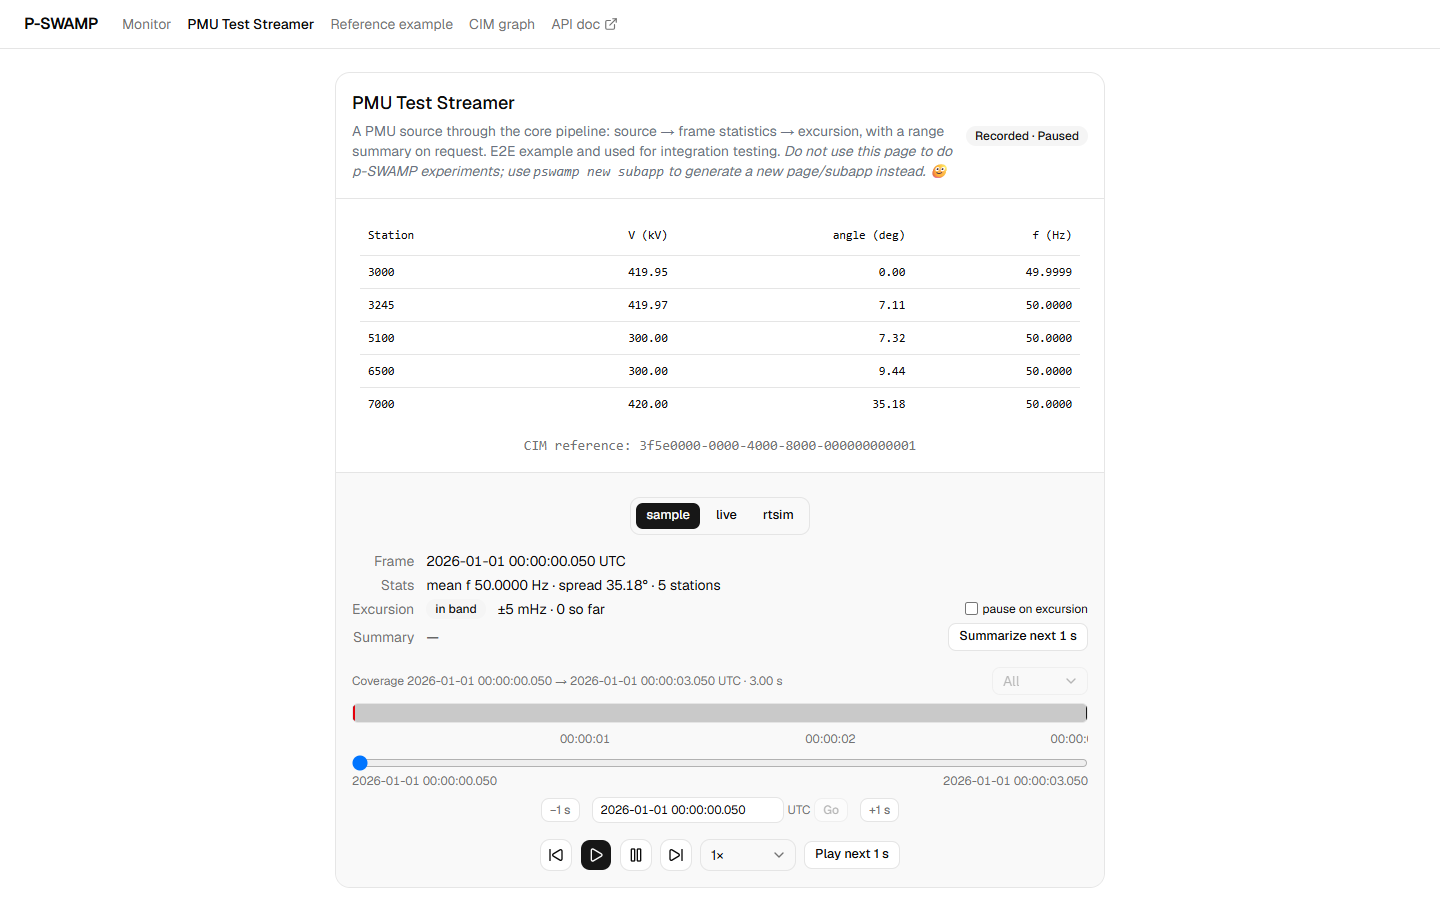 P-SWAMP Monitor PMU Test Streamer Reference example CIM graph API doc
PMU Test Streamer
A PMU source through the core pipeline: source → frame statistics → excursion, with a range
summary on request. E2E example and used for integration testing. Do not use this page to do
p-SWAMP experiments; use pswamp new subapp to generate a new page/subapp instead. 🫠
Recorded · Paused
Station V (kV) angle (deg) f (Hz)
3000 419.95 0.00 49.9999
3245 419.97 7.11 50.0000
5100 300.00 7.32 50.0000
6500 300.00 9.44 50.0000
7000 420.00 35.18 50.0000
CIM reference: 3f5e0000-0000-4000-8000-000000000001
sample live rtsim
Frame 2026-01-01 00:00:00.050 UTC
Stats mean f 50.0000 Hz · spread 35.18° · 5 stations
Excursion in band ±5 mHz · 0 so far pause on excursion
Summary — Summarize next 1 s
Coverage 2026-01-01 00:00:00.050 → 2026-01-01 00:00:03.050 UTC · 3.00 s All
00:00:01 00:00:02 00:00:
2026-01-01 00:00:00.050 2026-01-01 00:00:03.050
−1 s 2026-01-01 00:00:00.050 UTC Go +1 s
1× Play next 1 s